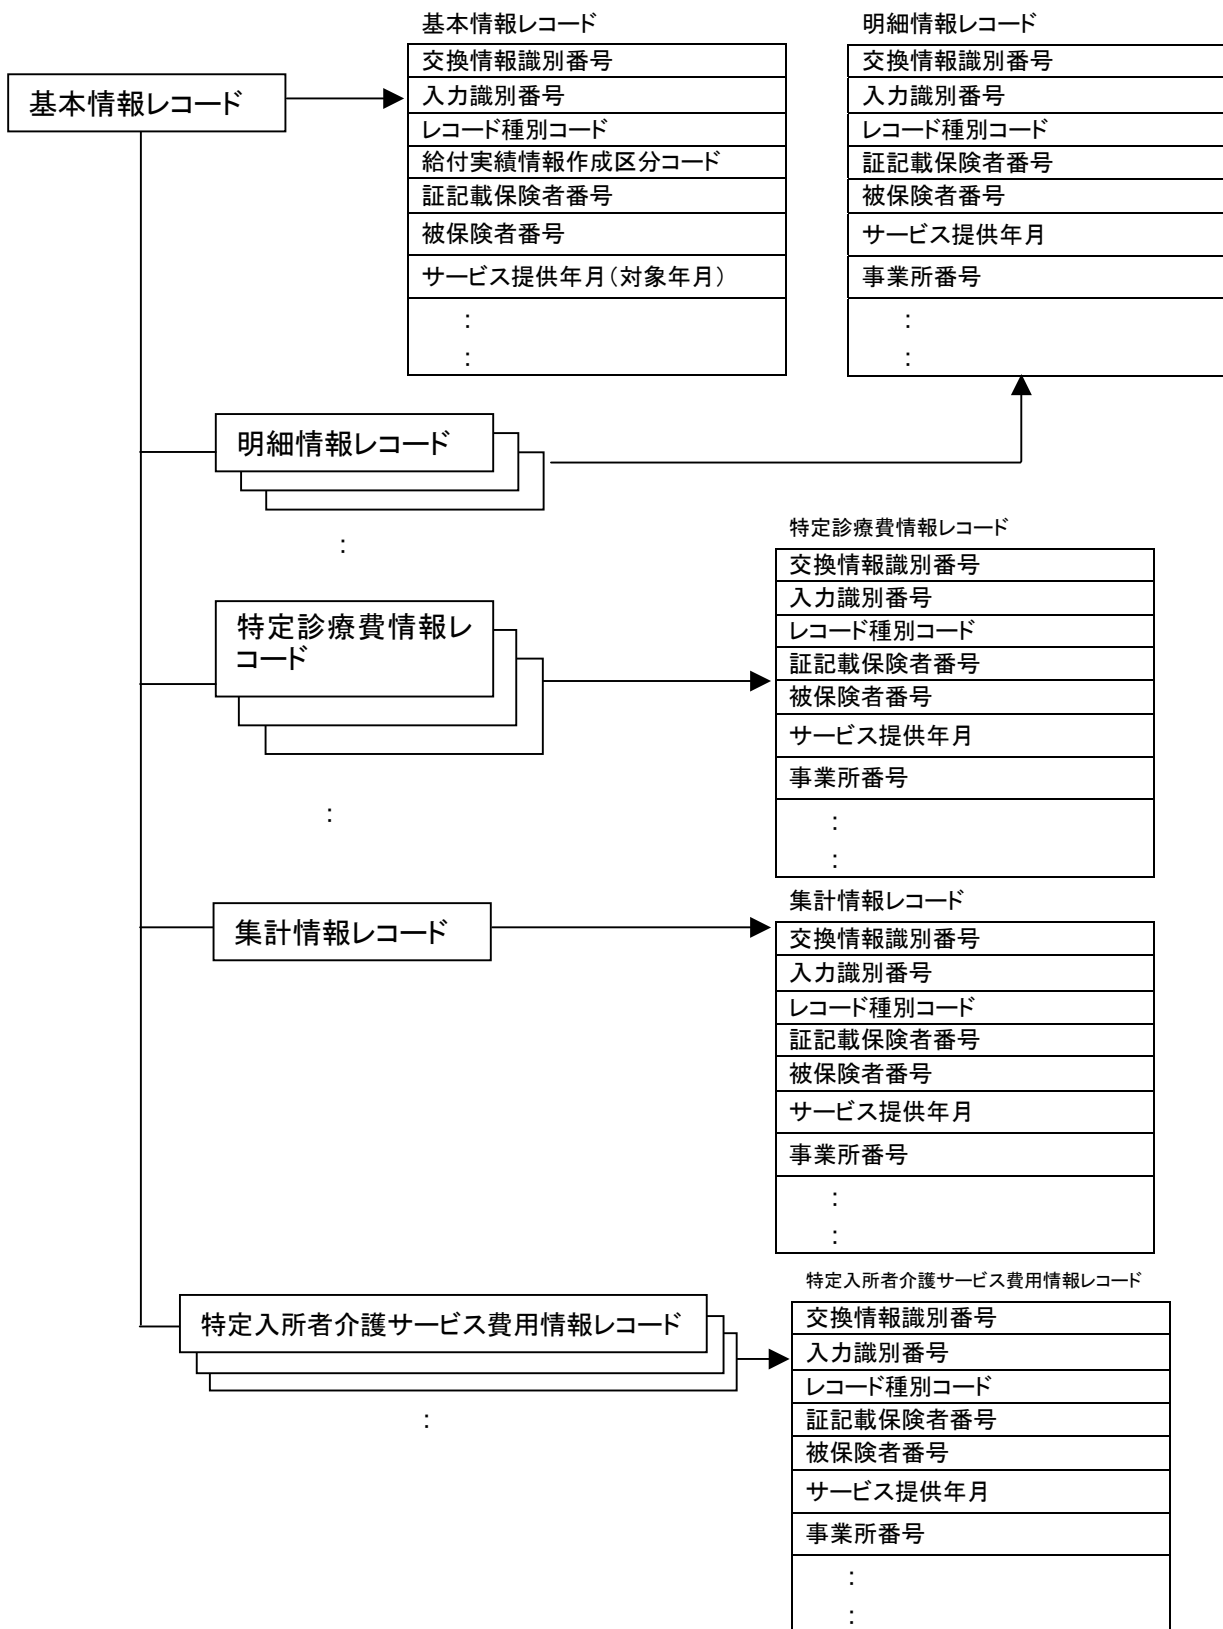 基本情報レコード
基本情報レコード
交換情報識別番号
入力識別番号
レコード種別コード
給付実績情報作成区分コード
証記載保険者番号
被保険者番号
サービス提供年月(対象年月)
:
:
明細情報レコード
交換情報識別番号
入力識別番号
レコード種別コード
証記載保険者番号
被保険者番号
サービス提供年月
事業所番号
:
:
明細情報レコード
:
特定診療費情報レ
コード
:
特定診療費情報レコード
交換情報識別番号
入力識別番号
レコード種別コード
証記載保険者番号
被保険者番号
サービス提供年月
事業所番号
:
:
集計情報レコード
集計情報レコード
交換情報識別番号
入力識別番号
レコード種別コード
証記載保険者番号
被保険者番号
サービス提供年月
事業所番号
:
:
特定入所者介護サービス費用情報レコード
:
特定入所者介護サービス費用情報レコード
交換情報識別番号
入力識別番号
レコード種別コード
証記載保険者番号
被保険者番号
サービス提供年月
事業所番号
:
: